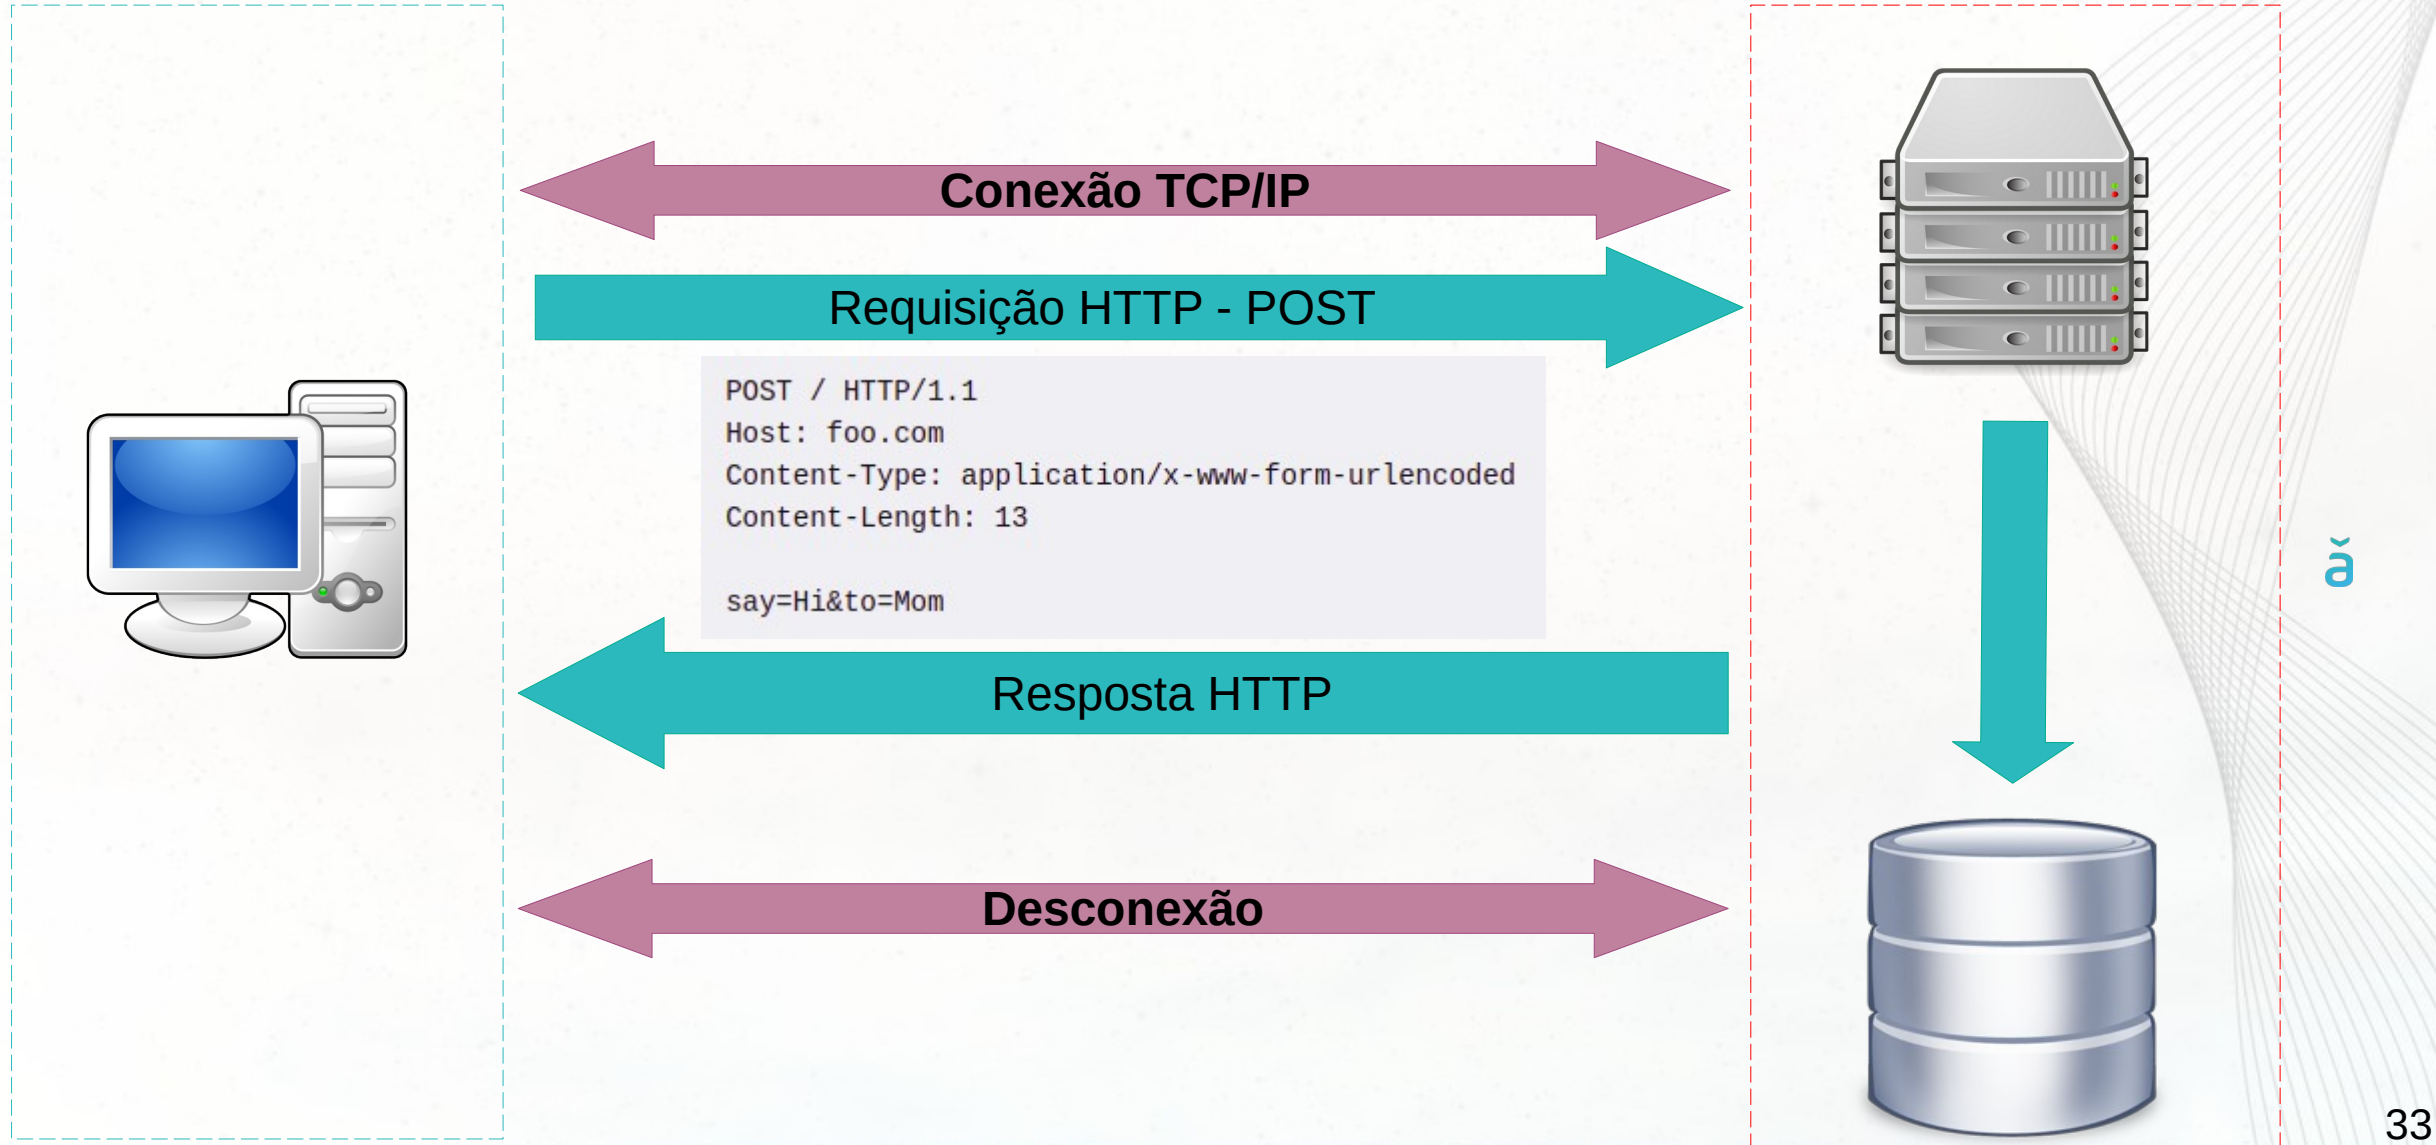 Conexão TCP/IP
Requisição HTTP - POST
POST / HTTP/1.1
Host: foo.com
Content-Type: application/x-www-form-urlencoded
Content-Length: 13
say=Hi&to=Mom
Resposta HTTP
Desconexão
33